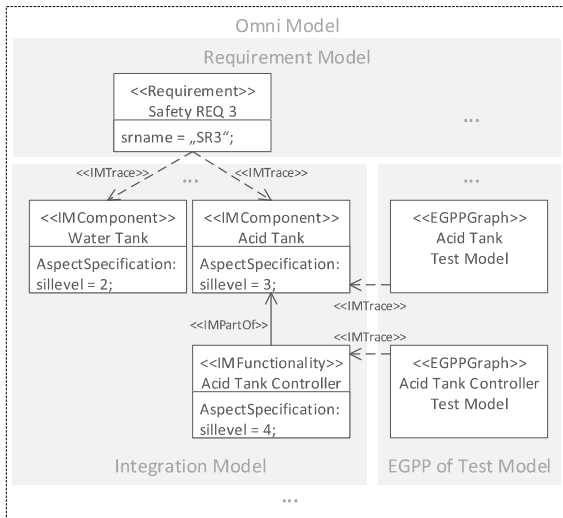 Omni Model
Requirement Model
<<Requirement>>
Safety REQ 3
srname = „SR3“;
...
<<IMTrace>>
<<IMTrace>>
...
...
<<IMComponent>>
Water Tank
AspectSpecification:
sillevel = 2;
<<IMComponent>>
Acid Tank
AspectSpecification:
sillevel = 3;
<<EGPPGraph>>
Acid Tank
Test Model
<<IMTrace>>
<<IMPartOf>>
<<IMTrace>>
<<IMFunctionality>>
Acid Tank Controller
AspectSpecification:
sillevel = 4;
<<EGPPGraph>>
Acid Tank Controller
Test Model
Integration Model
EGPP of Test Model
...